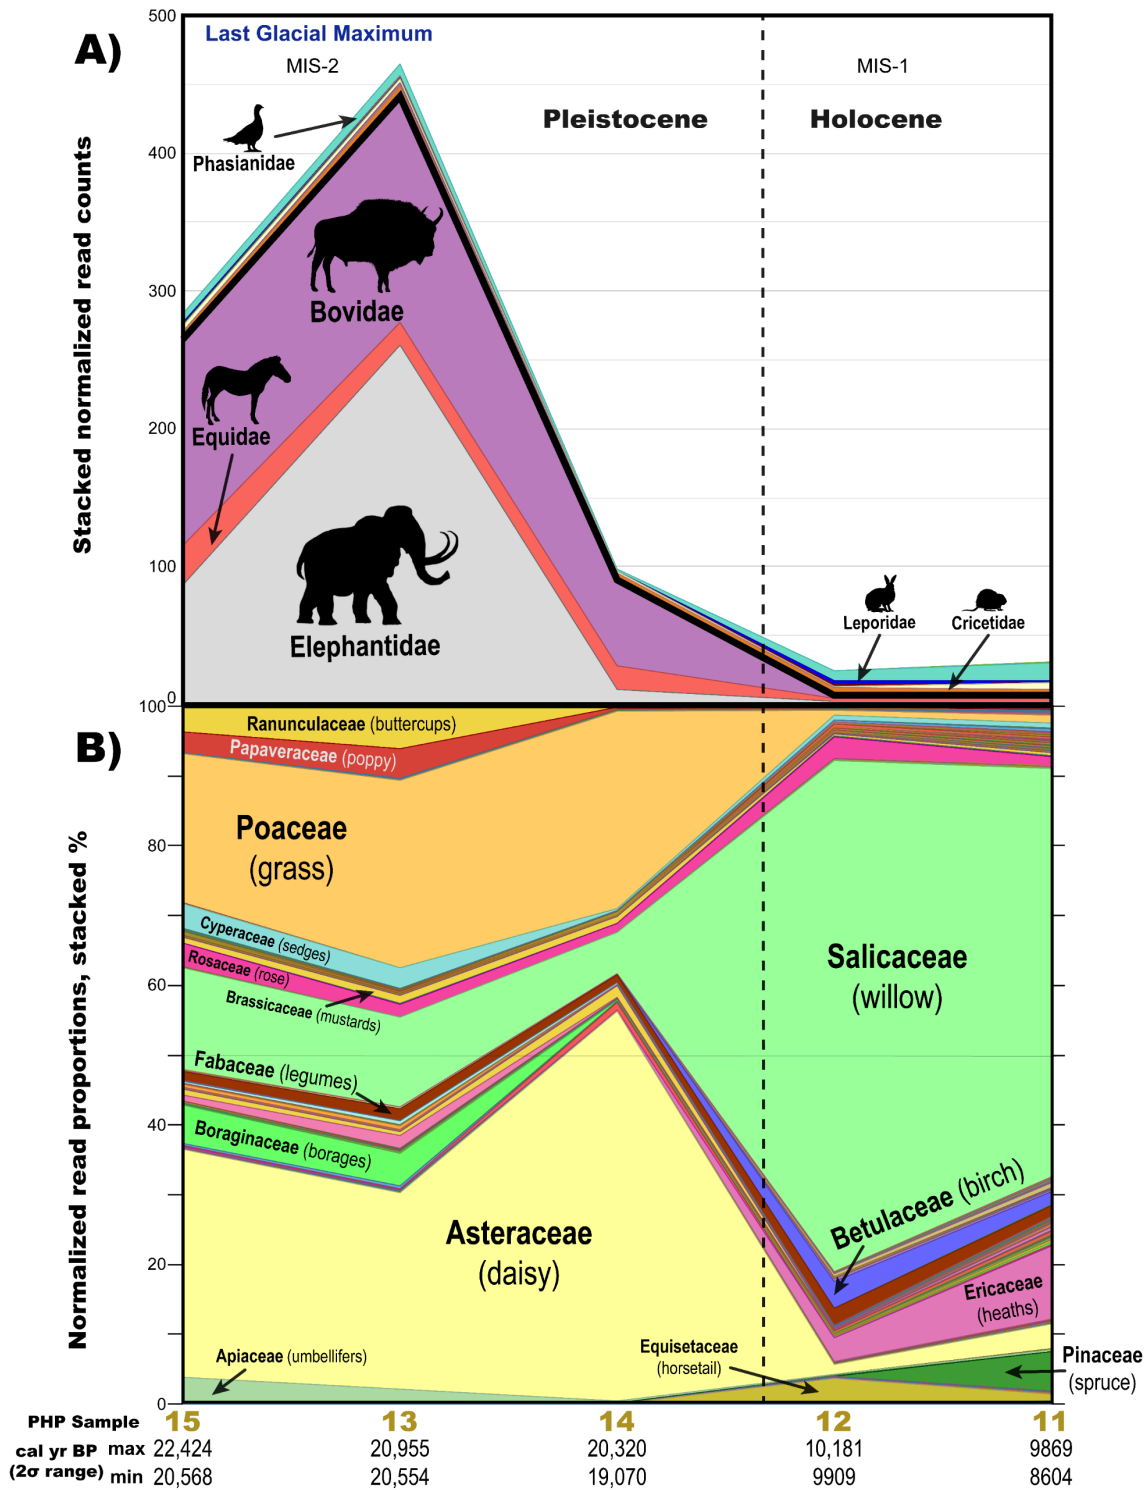 A)
Stacked normalized read counts
500
400
300
200
100
0
Last Glacial Maximum
MIS-2
MIS-1
Pleistocene
Holocene
Phasianidae
Bovidae
Equidae
Elephantidae
Leporidae
Cricetidae
B)
Normalized read proportions, stacked %
100
80
60
40
20
0
Ranunculaceae (buttercups)
Papaveraceae (poppy)
Poaceae
(grass)
Cyperaceae (sedges)
Rosaceae (rose)
Brassicaceae (mustards)
Salicaceae
(willow)
Fabaceae (legumes)
Boraginaceae (borages)
Betulaceae (birch)
Asteraceae
(daisy)
Ericaceae
(heaths)
Apiaceae (umbellifers)
Equisetaceae
(horsetail)
Pinaceae
(spruce)
PHP Sample 15 13 14 12 11
cal yr BP max 22,424 20,955 20,320 10,181 9869
(2σ range) min 20,568 20,554 19,070 9909 8604